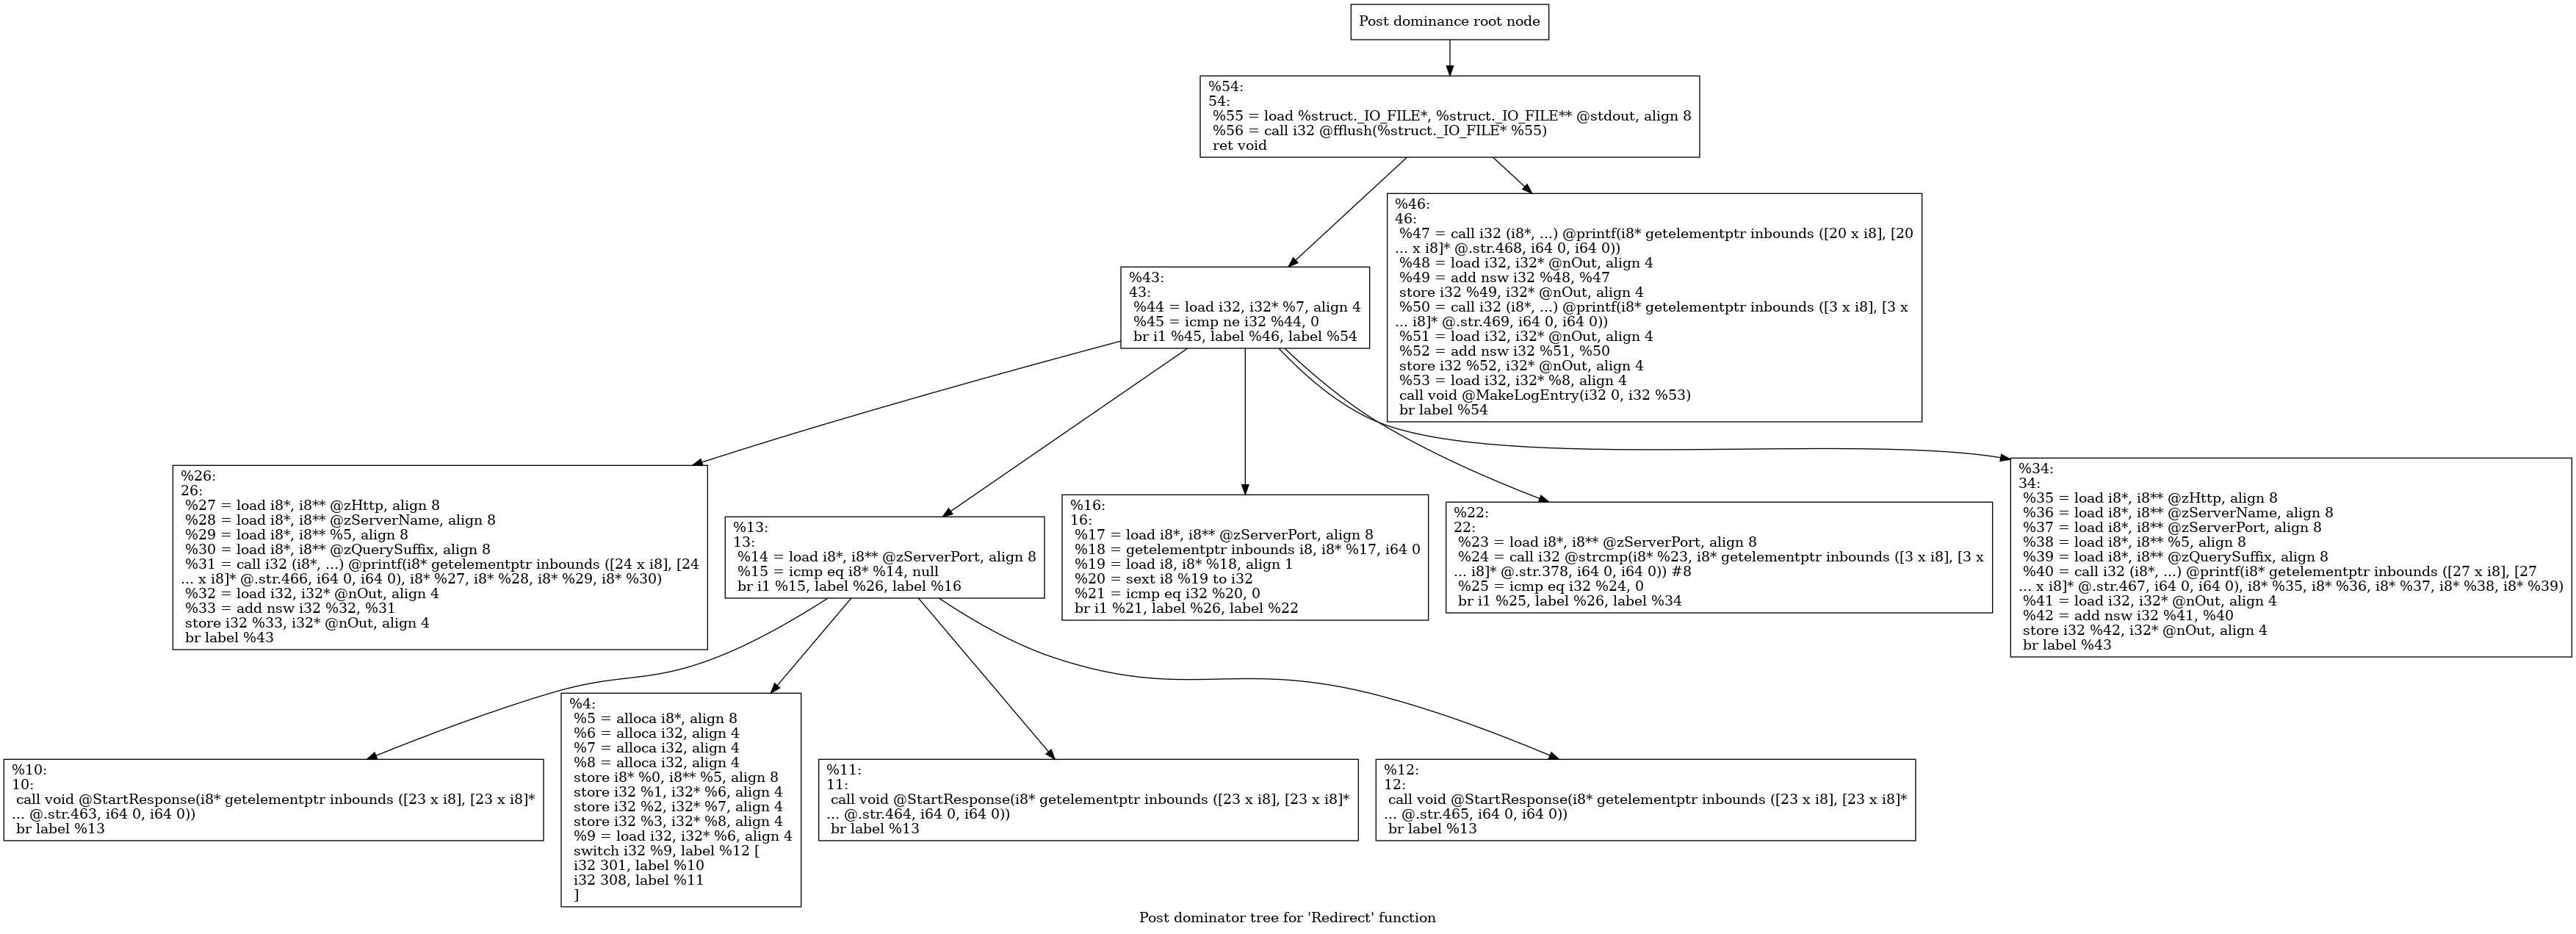 Post dominance root node
%54:
54:
%55 = load %struct._IO_FILE*, %struct._IO_FILE** @stdout, align 8
%56 = call i32 @fflush(%struct._IO_FILE* %55)
ret void
%46:
46:
%47 = call i32 (i8*, ...) @printf(i8* getelementptr inbounds ([20 x i8], [20
... x i8]* @.str.468, i64 0, i64 0))
%48 = load i32, i32* @nOut, align 4
%49 = add nsw i32 %48, %47
store i32 %49, i32* @nOut, align 4
%50 = call i32 (i8*, ...) @printf(i8* getelementptr inbounds ([3 x i8], [3 x
... i8]* @.str.469, i64 0, i64 0))
%51 = load i32, i32* @nOut, align 4
%52 = add nsw i32 %51, %50
store i32 %52, i32* @nOut, align 4
%53 = load i32, i32* %8, align 4
call void @MakeLogEntry(i32 0, i32 %53)
br label %54
%43:
43:
%44 = load i32, i32* %7, align 4
%45 = icmp ne i32 %44, 0
br i1 %45, label %46, label %54
%26:
26:
%27 = load i8*, i8** @zHttp, align 8
%28 = load i8*, i8** @zServerName, align 8
%29 = load i8*, i8** %5, align 8
%30 = load i8*, i8** @zQuerySuffix, align 8
%31 = call i32 (i8*, ...) @printf(i8* getelementptr inbounds ([24 x i8], [24
... x i8]* @.str.466, i64 0, i64 0), i8* %27, i8* %28, i8* %29, i8* %30)
%32 = load i32, i32* @nOut, align 4
%33 = add nsw i32 %32, %31
store i32 %33, i32* @nOut, align 4
br label %43
%13:
13:
%14 = load i8*, i8** @zServerPort, align 8
%15 = icmp eq i8* %14, null
br i1 %15, label %26, label %16
%16:
16:
%17 = load i8*, i8** @zServerPort, align 8
%18 = getelementptr inbounds i8, i8* %17, i64 0
%19 = load i8, i8* %18, align 1
%20 = sext i8 %19 to i32
%21 = icmp eq i32 %20, 0
br i1 %21, label %26, label %22
%22:
22:
%23 = load i8*, i8** @zServerPort, align 8
%24 = call i32 @strcmp(i8* %23, i8* getelementptr inbounds ([3 x i8], [3 x
... i8]* @.str.378, i64 0, i64 0)) #8
%25 = icmp eq i32 %24, 0
br i1 %25, label %26, label %34
%34:
34:
%35 = load i8*, i8** @zHttp, align 8
%36 = load i8*, i8** @zServerName, align 8
%37 = load i8*, i8** @zServerPort, align 8
%38 = load i8*, i8** %5, align 8
%39 = load i8*, i8** @zQuerySuffix, align 8
%40 = call i32 (i8*, ...) @printf(i8* getelementptr inbounds ([27 x i8], [27
... x i8]* @.str.467, i64 0, i64 0), i8* %35, i8* %36, i8* %37, i8* %38, i8* %39)
%41 = load i32, i32* @nOut, align 4
%42 = add nsw i32 %41, %40
store i32 %42, i32* @nOut, align 4
br label %43
%10:
10:
call void @StartResponse(i8* getelementptr inbounds ([23 x i8], [23 x i8]*
... @.str.463, i64 0, i64 0))
br label %13
%4:
%5 = alloca i8*, align 8
%6 = alloca i32, align 4
%7 = alloca i32, align 4
%8 = alloca i32, align 4
store i8* %0, i8** %5, align 8
store i32 %1, i32* %6, align 4
store i32 %2, i32* %7, align 4
store i32 %3, i32* %8, align 4
%9 = load i32, i32* %6, align 4
switch i32 %9, label %12 [
i32 301, label %10
i32 308, label %11
]
%11:
11:
call void @StartResponse(i8* getelementptr inbounds ([23 x i8], [23 x i8]*
... @.str.464, i64 0, i64 0))
br label %13
%12:
12:
call void @StartResponse(i8* getelementptr inbounds ([23 x i8], [23 x i8]*
... @.str.465, i64 0, i64 0))
br label %13
Post dominator tree for 'Redirect' function